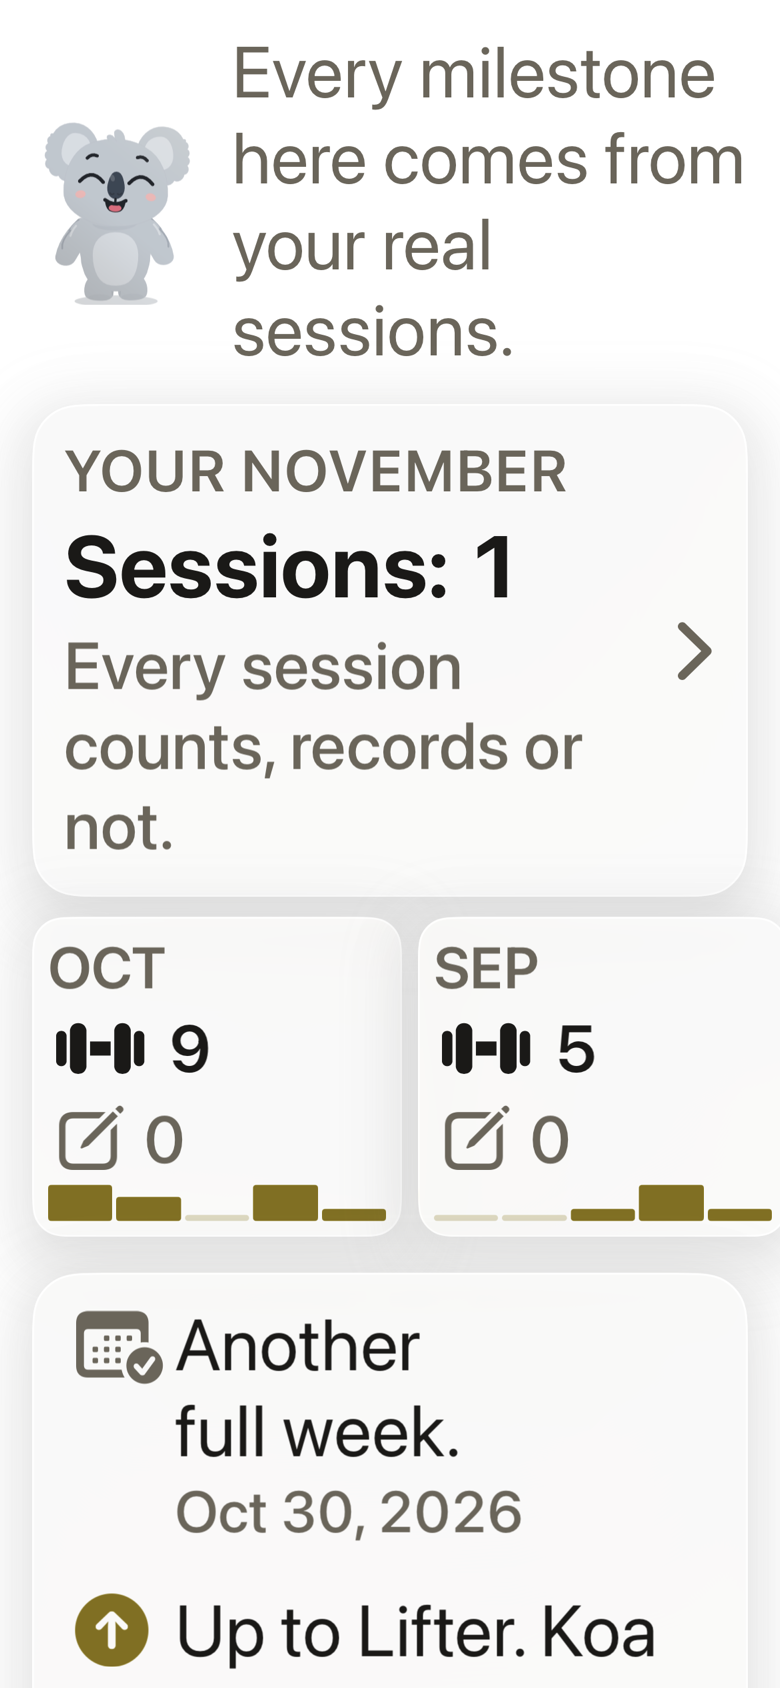 Every milestone
here comes from
your real
sessions.
YOUR NOVEMBER
Sessions: 1
Every session
counts, records or
not.
OCT
9
0
SEP
5
0
Another
full week.
Oct 30, 2026
Up to Lifter. Koa